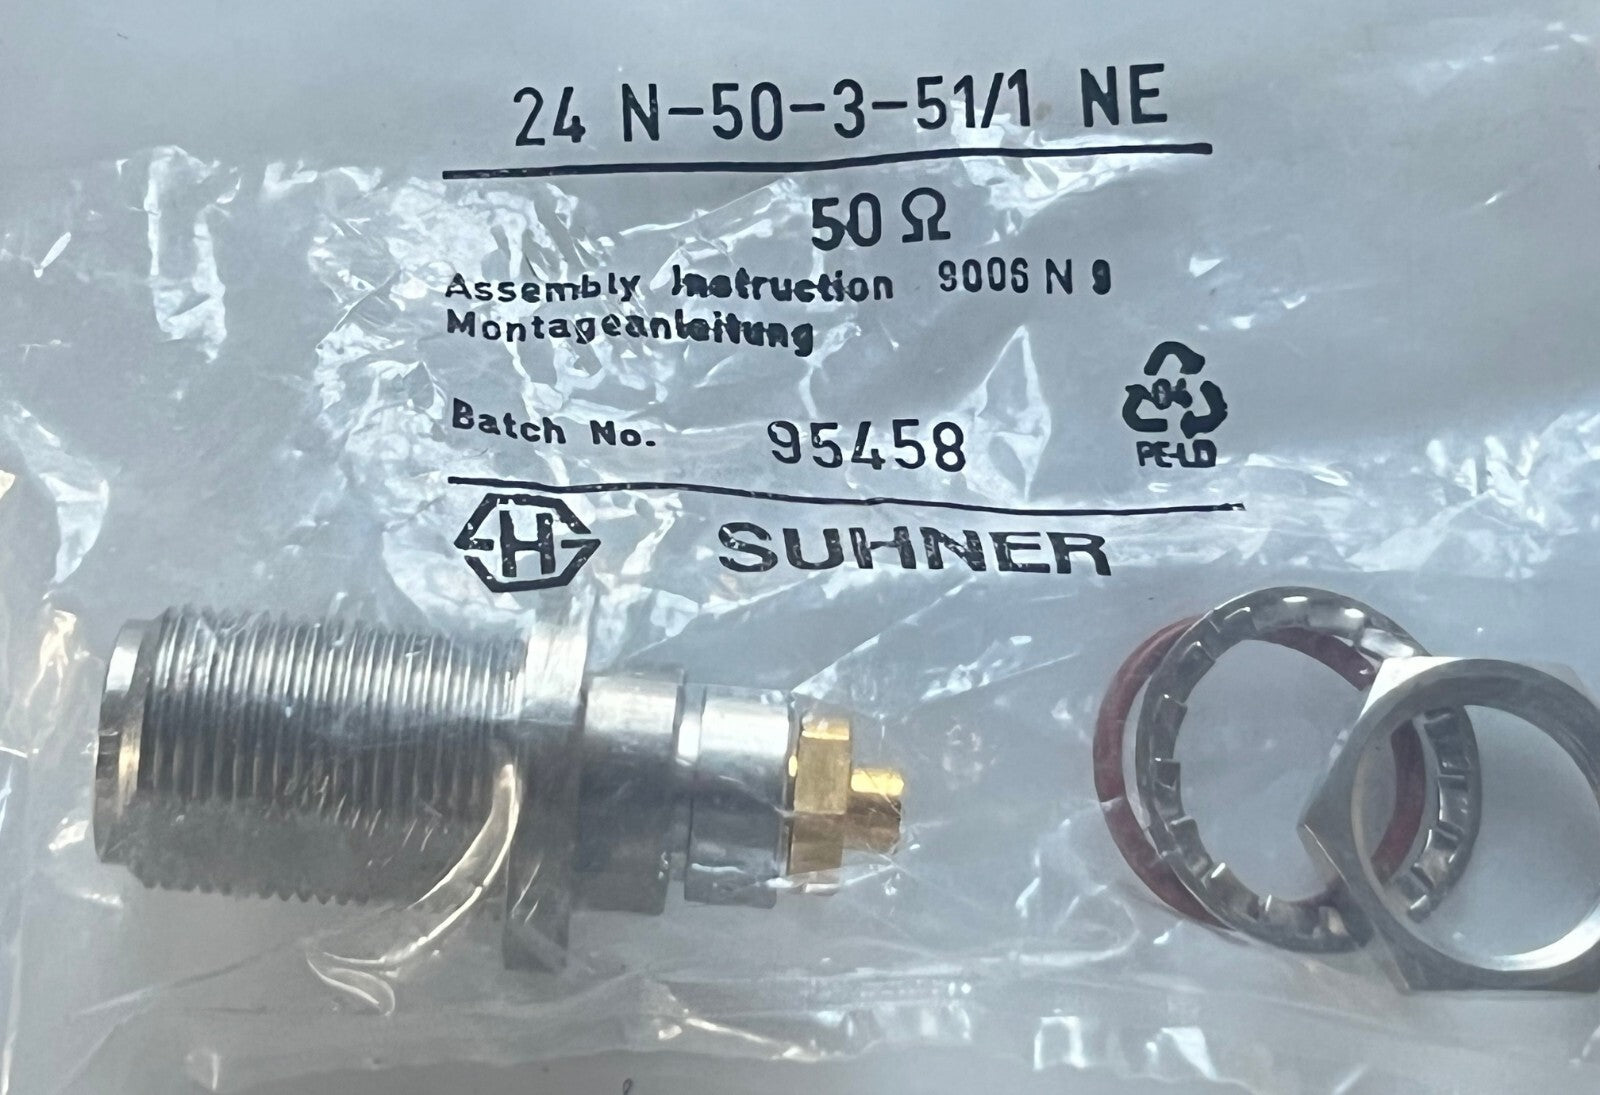 24 N-50-3-51/1 NE
50 Ω
Assembly Instruction 9006 N 9
Montageanleitung
Batch No. 95458
04
PE-LD
HS SUHNER